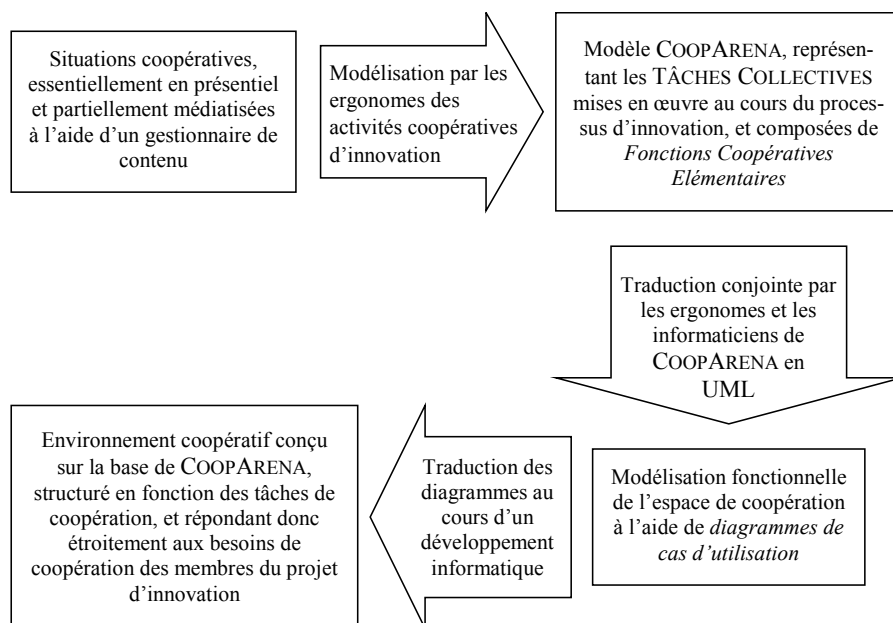 Situations coopératives,
essentiellement en présentiel
et partiellement médiatisées
à l'aide d'un gestionnaire de
contenu
Modélisation par les
ergonomes des
activités coopératives
d'innovation
Modèle COOPARENA, représen-
tant les TÂCHES COLLECTIVES
mises en œuvre au cours du proces-
sus d'innovation, et composées de
Fonctions Coopératives
Elémentaires
Traduction conjointe par
les ergonomes et les
informaticiens de
COOPARENA en
UML
Modélisation fonctionnelle
de l'espace de coopération
à l'aide de diagrammes de
cas d'utilisation
Traduction des
diagrammes au
cours d'un
développement
informatique
Environnement coopératif conçu
sur la base de COOPARENA,
structuré en fonction des tâches de
coopération, et répondant donc
étroitement aux besoins de
coopération des membres du projet
d'innovation